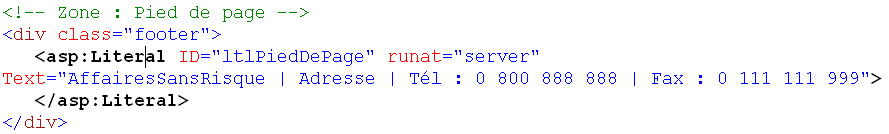 <!-- Zone : Pied de page -->
<div class="footer">
<asp:Literal ID="ltlPiedDePage" runat="server"
Text="AffairesSansRisque | Adresse | Tél : 0 800 888 888 | Fax : 0 111 111 999">
</asp:Literal>
</div>